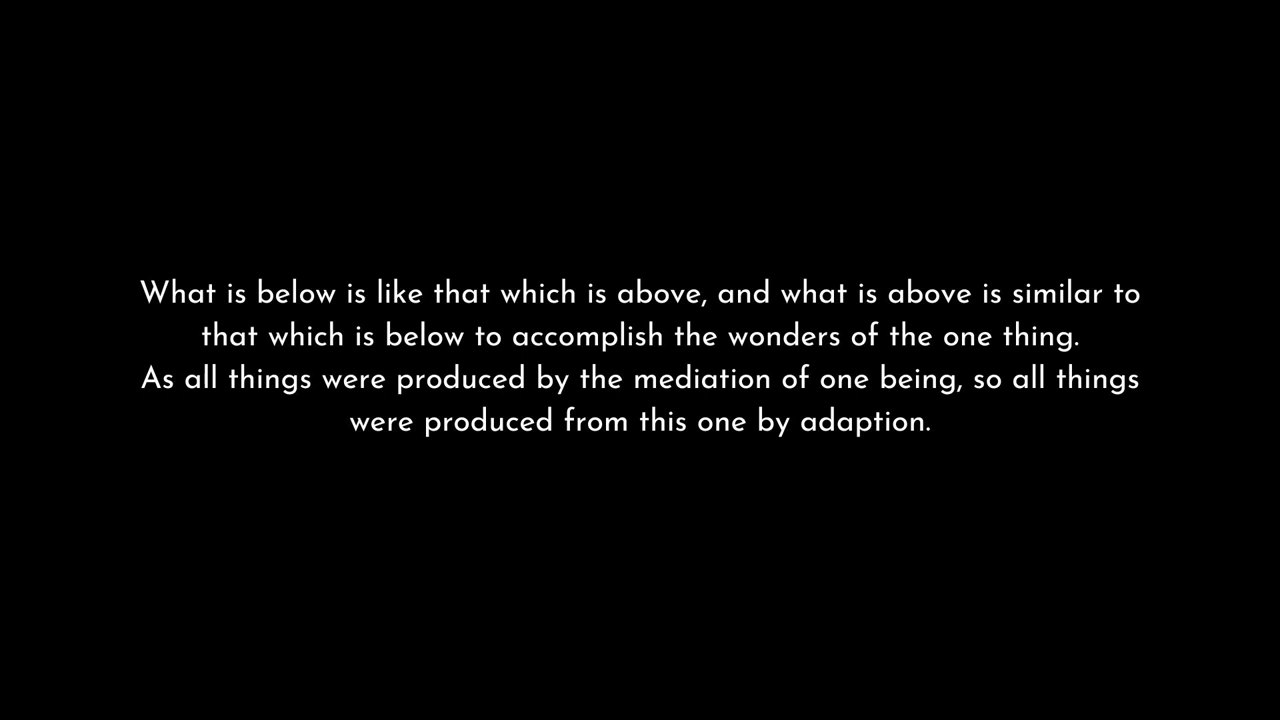 What is below is like that which is above, and what is above is similar to
that which is below to accomplish the wonders of the one thing.
As all things were produced by the mediation of one being, so all things
were produced from this one by adaption.